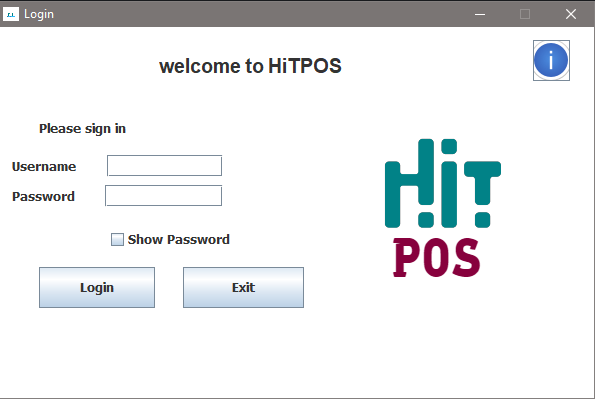 Login
welcome to HiTPOS
i
Please sign in
Username
Password
Show Password
Login
Exit
HiT
POS